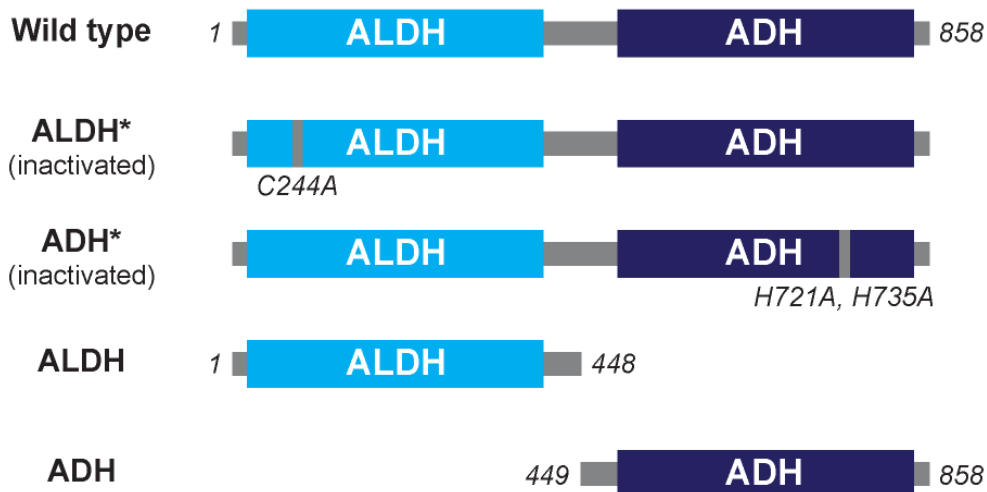 Wild type 1 ALDH ADH 858
ALDH* ALDH ADH
(inactivated)
C244A
ADH* ALDH ADH
(inactivated)
H721A, H735A
ALDH 1 ALDH 448
ADH 449 ADH 858